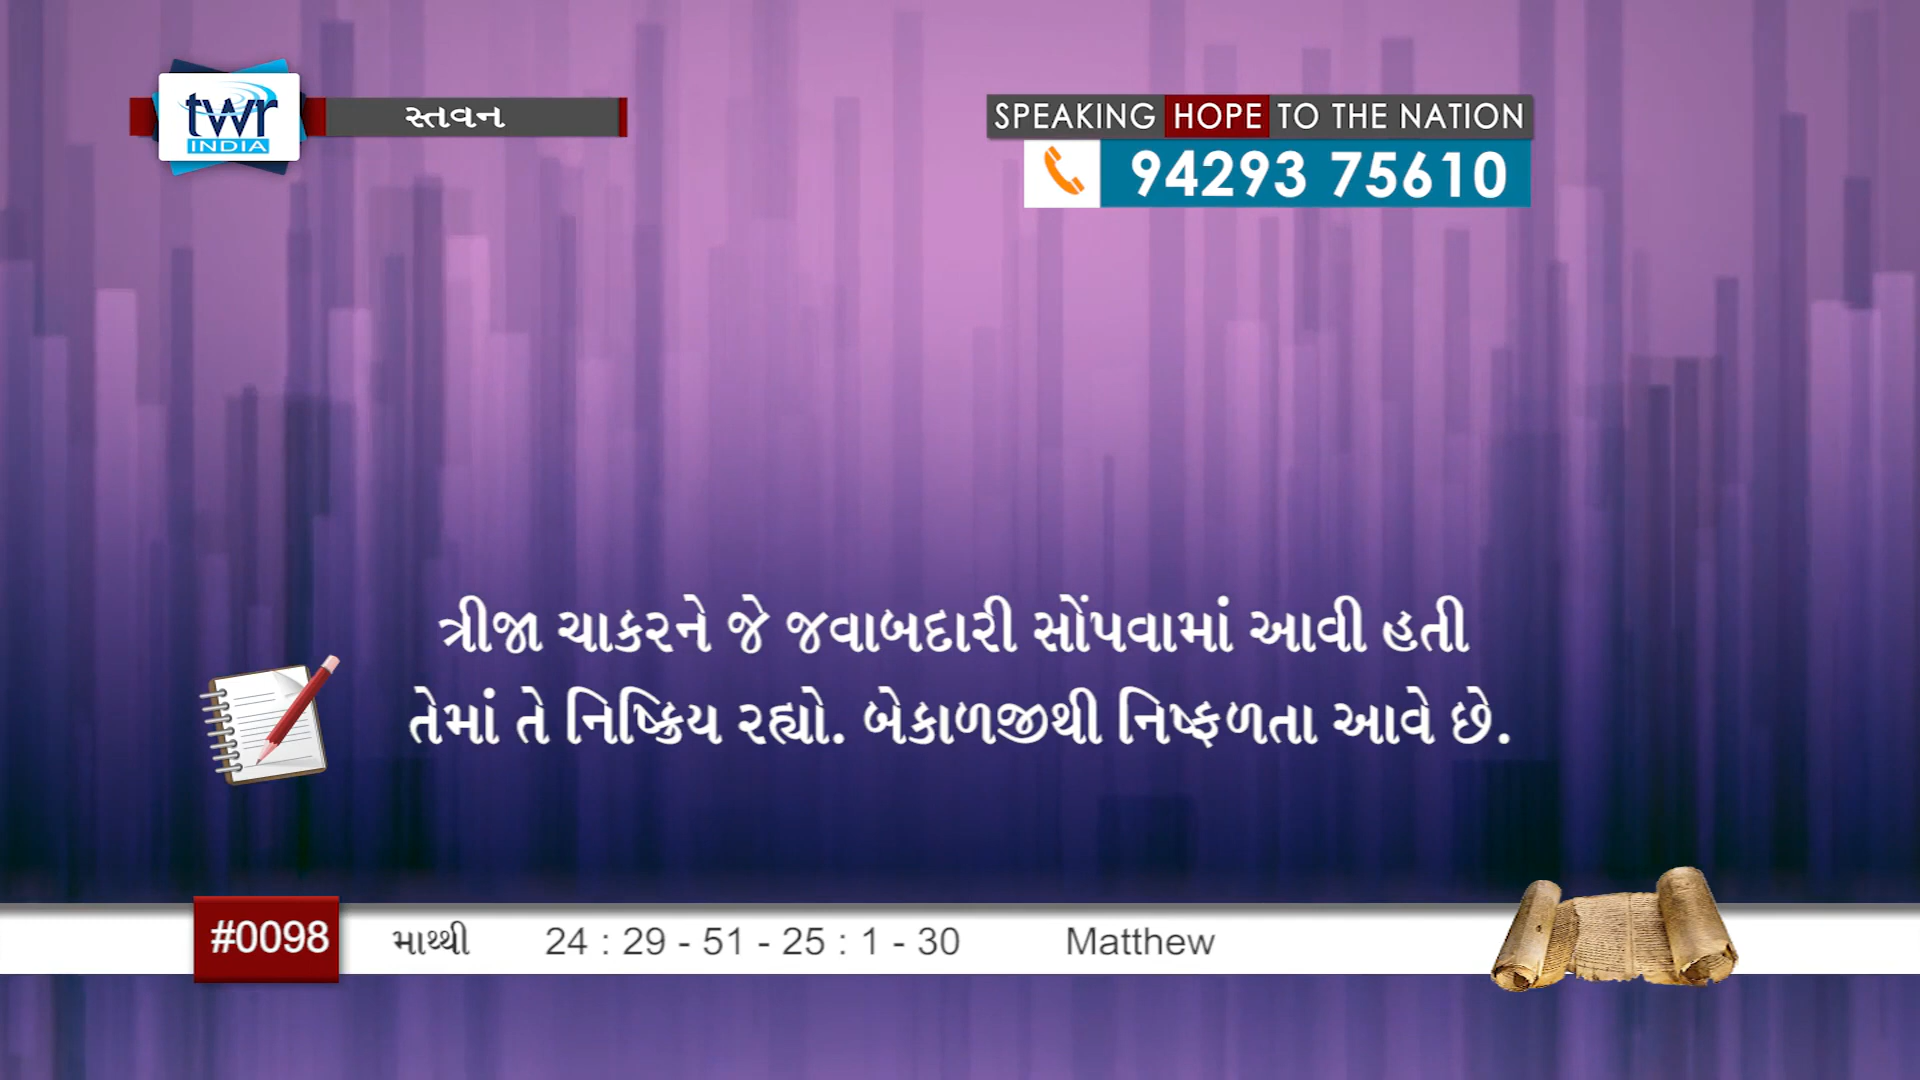 twr
INDIA
સ્તવન
SPEAKING HOPE TO THE NATION
94293 75610
ત્રીજા ચાકરને જે જવાબદારી સોંપવામાં આવી હતી
તેમાં તે નિષ્ક્રિય રહ્યો. બેકાળજીથી નિષ્ફળતા આવે છે.
#0098 માથ્થી 24 : 29 - 51 - 25 : 1 - 30 Matthew